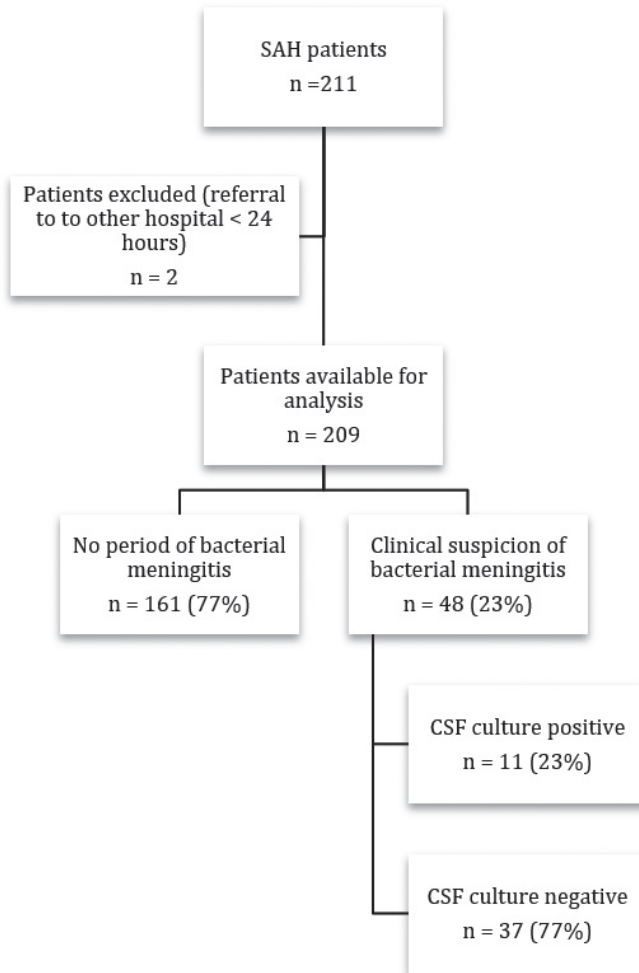 SAH patients
n =211
Patients excluded (referral
to to other hospital < 24
hours)
n = 2
Patients available for
analysis
n = 209
No period of bacterial
meningitis
n = 161 (77%)
Clinical suspicion of
bacterial meningitis
n = 48 (23%)
CSF culture positive
n = 11 (23%)
CSF culture negative
n = 37 (77%)